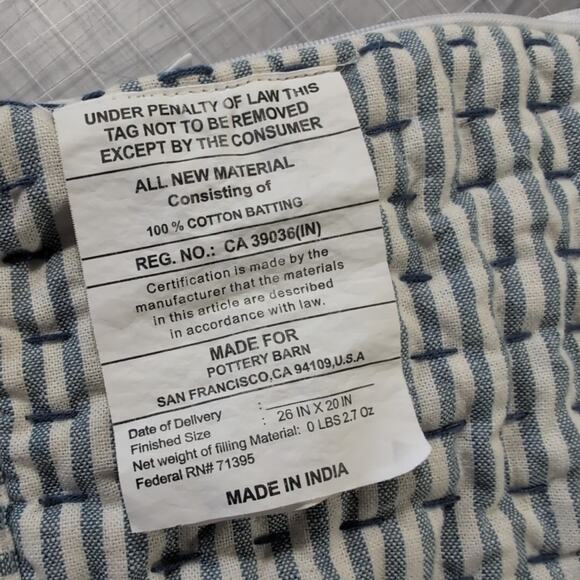 UNDER PENALTY OF LAW THIS
TAG NOT TO BE REMOVED
EXCEPT BY THE CONSUMER
ALL NEW MATERIAL
Consisting of
100 % COTTON BATTING
REG. NO.: CA 39036(IN)
Certification is made by the
manufacturer that the materials
in this article are described
in accordance with law.
MADE FOR
POTTERY BARN
SAN FRANCISCO,CA 94109,U.S.A
Date of Delivery :
Finished Size : 26 IN X 20 IN
Net weight of filling Material: 0 LBS 2.7 Oz
Federal RN# 71395
MADE IN INDIA